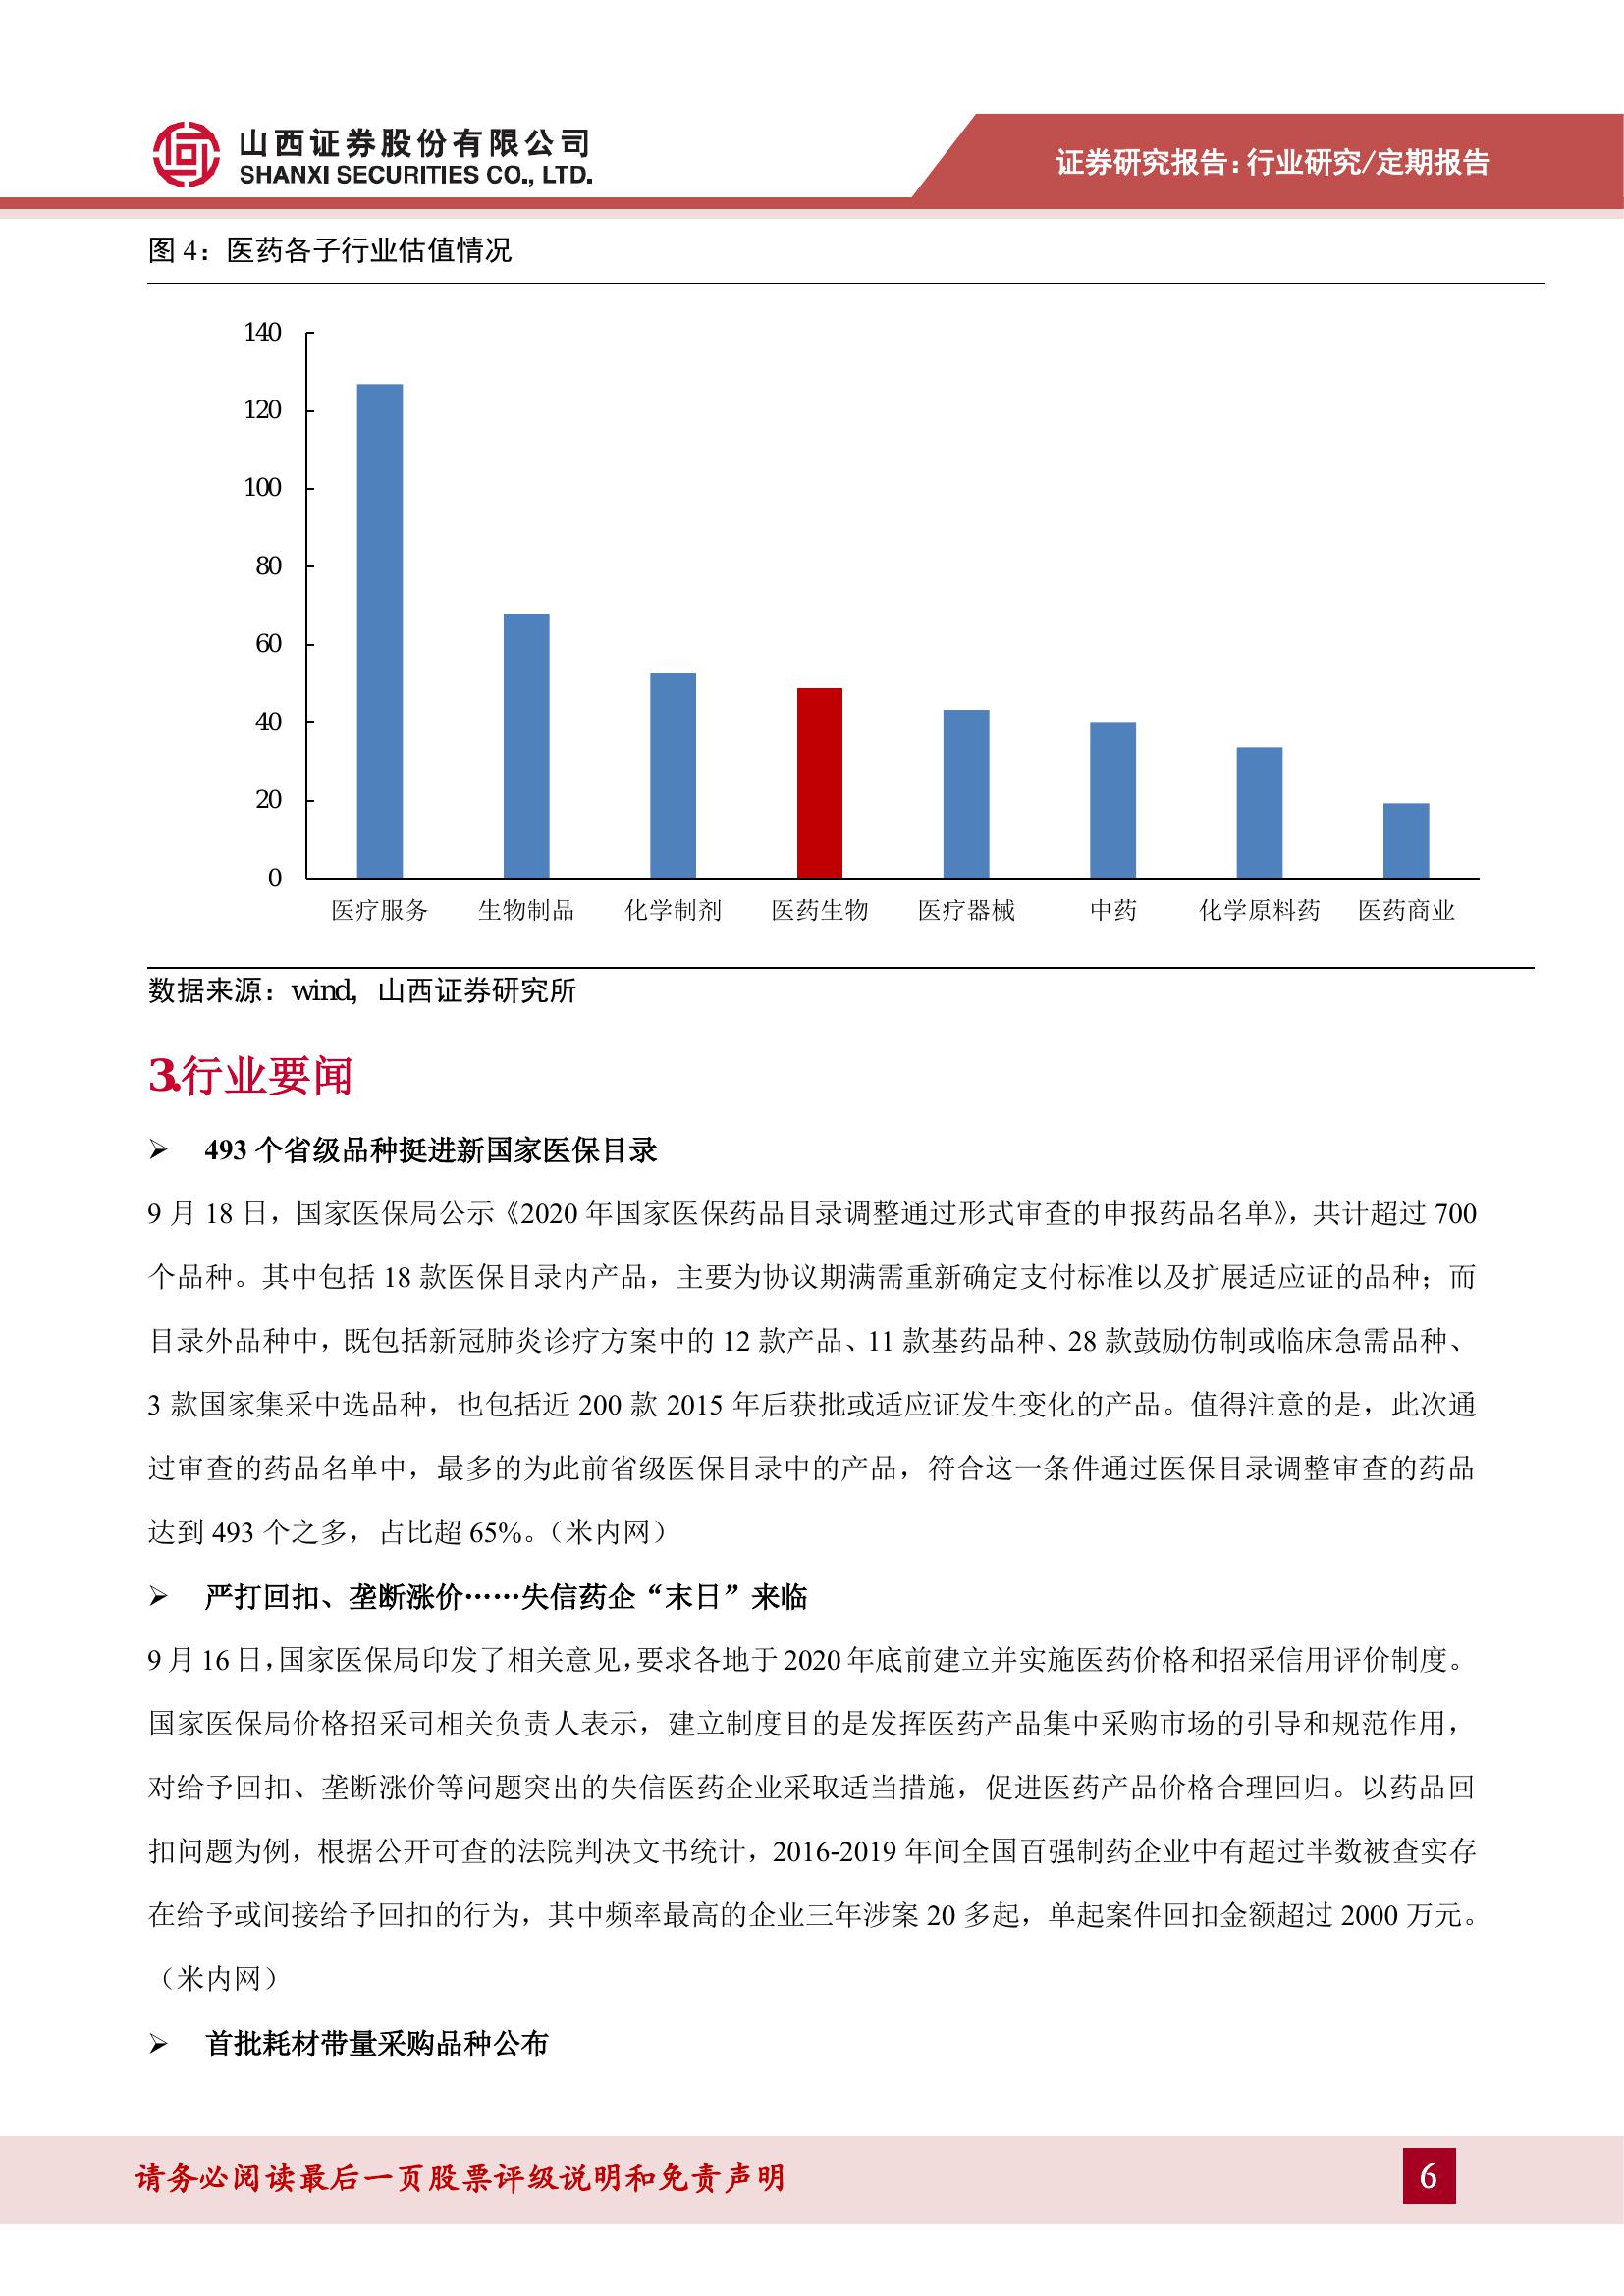 山西证券股份有限公司
SHANXI SECURITIES CO., LTD.
证券研究报告：行业研究/定期报告
图 4：医药各子行业估值情况
140
120
100
80
60
40
20
0
医疗服务 生物制品 化学制剂 医药生物 医疗器械 中药 化学原料药 医药商业
数据来源：wind，山西证券研究所
3.行业要闻
➢ 493 个省级品种挺进新国家医保目录
9 月 18 日，国家医保局公示《2020 年国家医保药品目录调整通过形式审查的申报药品名单》，共计超过 700
个品种。其中包括 18 款医保目录内产品，主要为协议期满需重新确定支付标准以及扩展适应证的品种；而
目录外品种中，既包括新冠肺炎诊疗方案中的 12 款产品、11 款基药品种、28 款鼓励仿制或临床急需品种、
3 款国家集采中选品种，也包括近 200 款 2015 年后获批或适应证发生变化的产品。值得注意的是，此次通
过审查的药品名单中，最多的为此前省级医保目录中的产品，符合这一条件通过医保目录调整审查的药品
达到 493 个之多，占比超 65%。（米内网）
➢ 严打回扣、垄断涨价……失信药企“末日”来临
9 月 16 日，国家医保局印发了相关意见，要求各地于 2020 年底前建立并实施医药价格和招采信用评价制度。
国家医保局价格招采司相关负责人表示，建立制度目的是发挥医药产品集中采购市场的引导和规范作用，
对给予回扣、垄断涨价等问题突出的失信医药企业采取适当措施，促进医药产品价格合理回归。以药品回
扣问题为例，根据公开可查的法院判决文书统计，2016-2019 年间全国百强制药企业中有超过半数被查实存
在给予或间接给予回扣的行为，其中频率最高的企业三年涉案 20 多起，单起案件回扣金额超过 2000 万元。
（米内网）
➢ 首批耗材带量采购品种公布
请务必阅读最后一页股票评级说明和免责声明
6